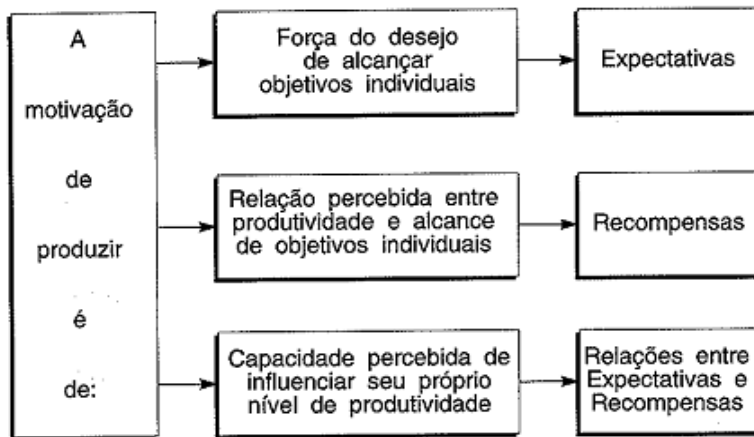 A
motivação
de
produzir
é
de:
Força do desejo
de alcançar
objetivos individuais
Expectativas
Relação percebida entre
produtividade e alcance
de objetivos individuais
Recompensas
Capacidade percebida de
influenciar seu próprio
nível de produtividade
Relações entre
Expectativas e
Recompensas